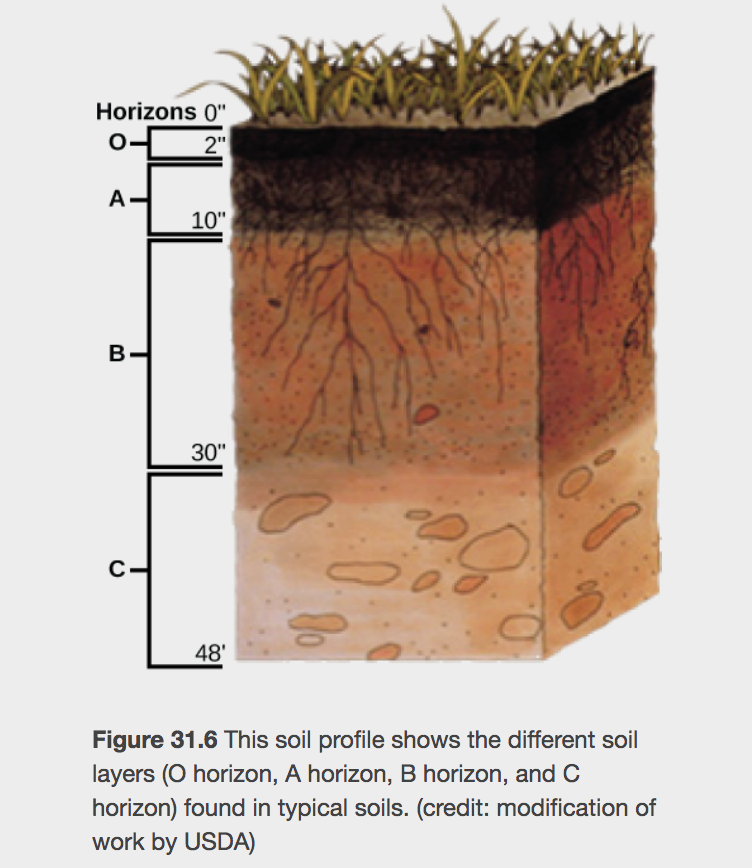 Horizons 0"
O 2"
A
10"
B
30"
C
48'
Figure 31.6 This soil profile shows the different soil
layers (O horizon, A horizon, B horizon, and C
horizon) found in typical soils. (credit: modification of
work by USDA)